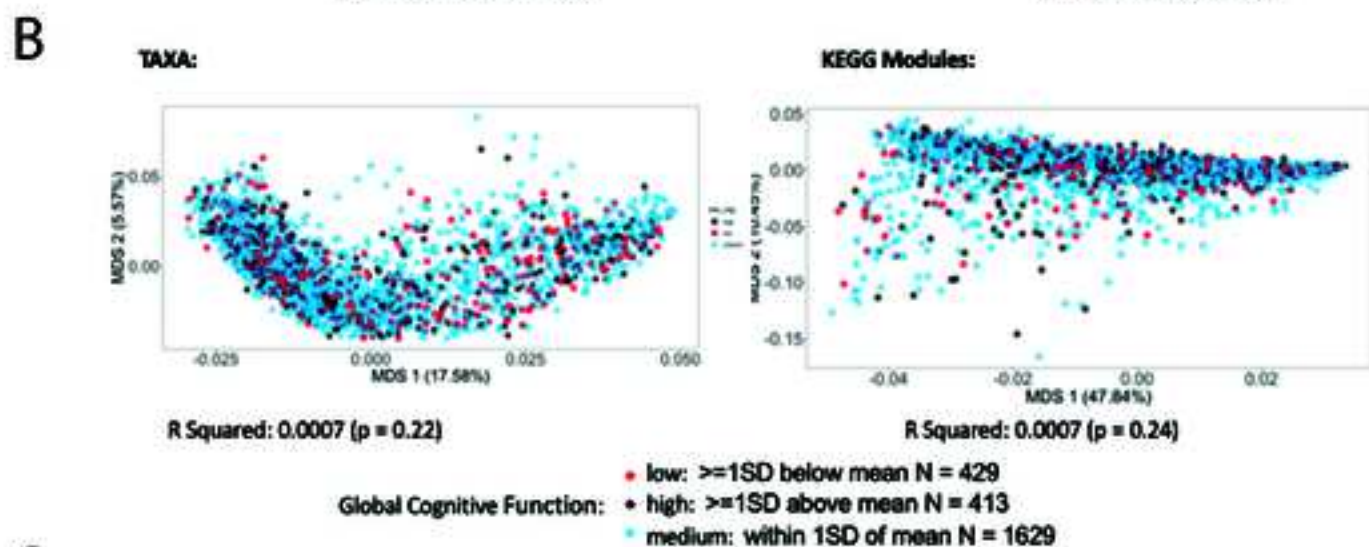 B
TAXA:
KEGG Modules:
0.05
0.00
MDS 2 (5.57%)
-0.025 0.000 0.025 0.050
MDS 1 (17.58%)
R Squared: 0.0007 (p = 0.22)
0.05
0.00
-0.05
-0.10
-0.15
-0.04 -0.02 0.00 0.02
MDS 1 (47.84%)
R Squared: 0.0007 (p = 0.24)
Global Cognitive Function:
low: >=1SD below mean N = 429
high: >=1SD above mean N = 413
medium: within 1SD of mean N = 1629